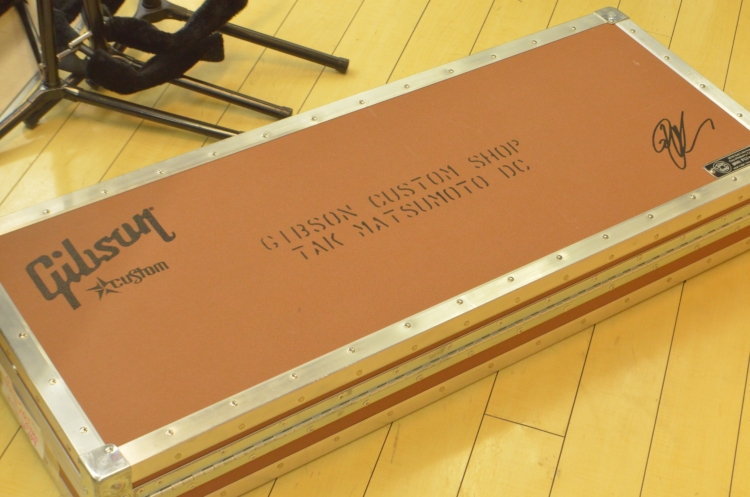 Gibson
custom
GIBSON CUSTOM SHOP
TAK MATSUMOTO DC